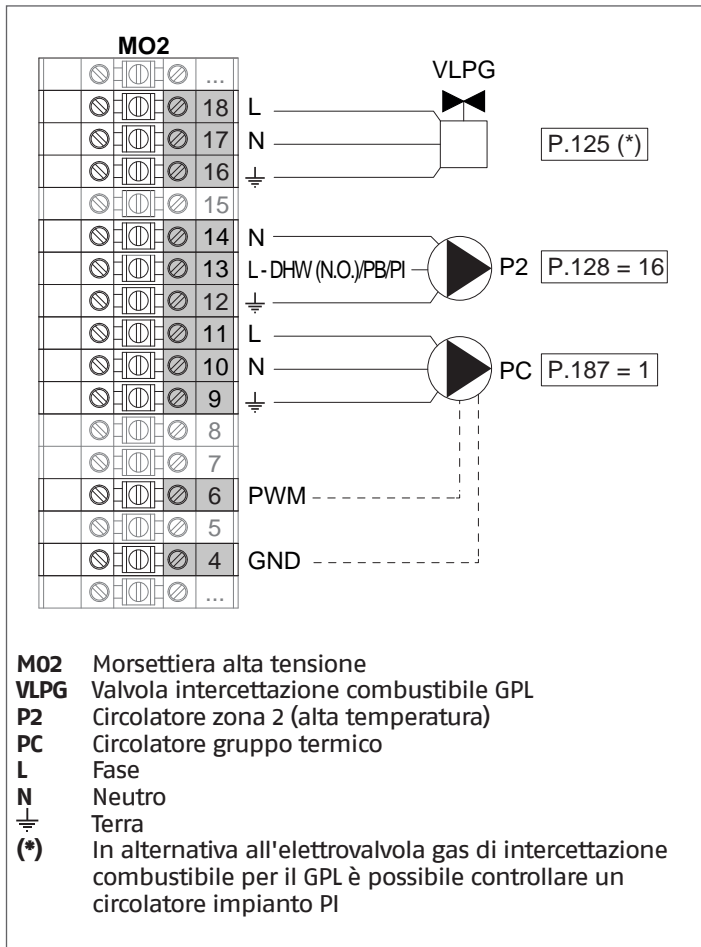 MO2
VLPG
...
18 L
17 N
P.125 (*)
16
15
14 N
13 L - DHW (N.O.)/PB/PI P2 P.128 = 16
12
11 L
10 N PC P.187 = 1
9
8
7
6 PWM
5
4 GND
...
M02 Morsettiera alta tensione
VLPG Valvola intercettazione combustibile GPL
P2 Circolatore zona 2 (alta temperatura)
PC Circolatore gruppo termico
L Fase
N Neutro
⏚ Terra
(*) In alternativa all'elettrovalvola gas di intercettazione
combustibile per il GPL è possibile controllare un
circolatore impianto PI